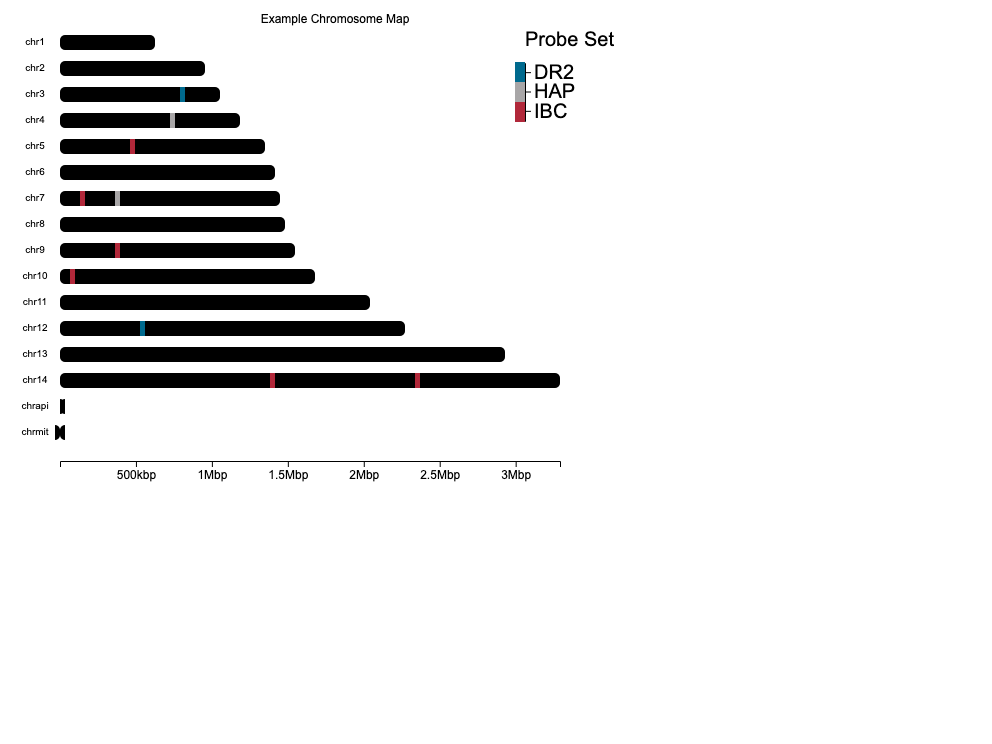 Example Chromosome Map
Probe Set
DR2
HAP
IBC
chr1
chr2
chr3
chr4
chr5
chr6
chr7
chr8
chr9
chr10
chr11
chr12
chr13
chr14
chrapi
chrmit
500kbp 1Mbp 1.5Mbp 2Mbp 2.5Mbp 3Mbp